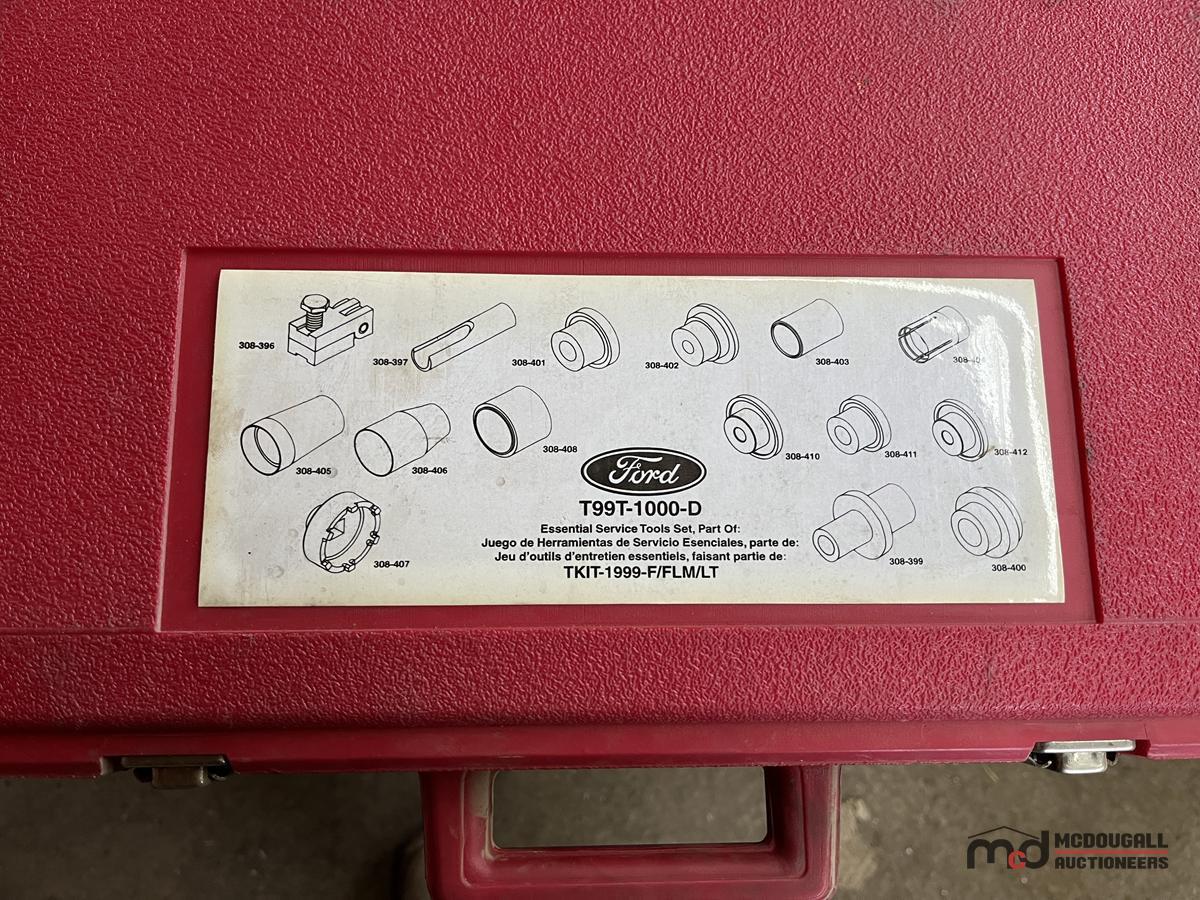 308-396
308-397
308-401
308-402
308-403
308-405
308-406
308-408
308-410
308-411
308-412
308-407
Ford
T99T-1000-D
Essential Service Tools Set, Part Of:
Juego de Herramientas de Servicio Esenciales, parte de:
Jeu d'outils d'entretien essentiels, faisant partie de:
TKIT-1999-F/FLM/LT
308-399
308-400
mcd
MCDOUGALL
AUCTIONEERS